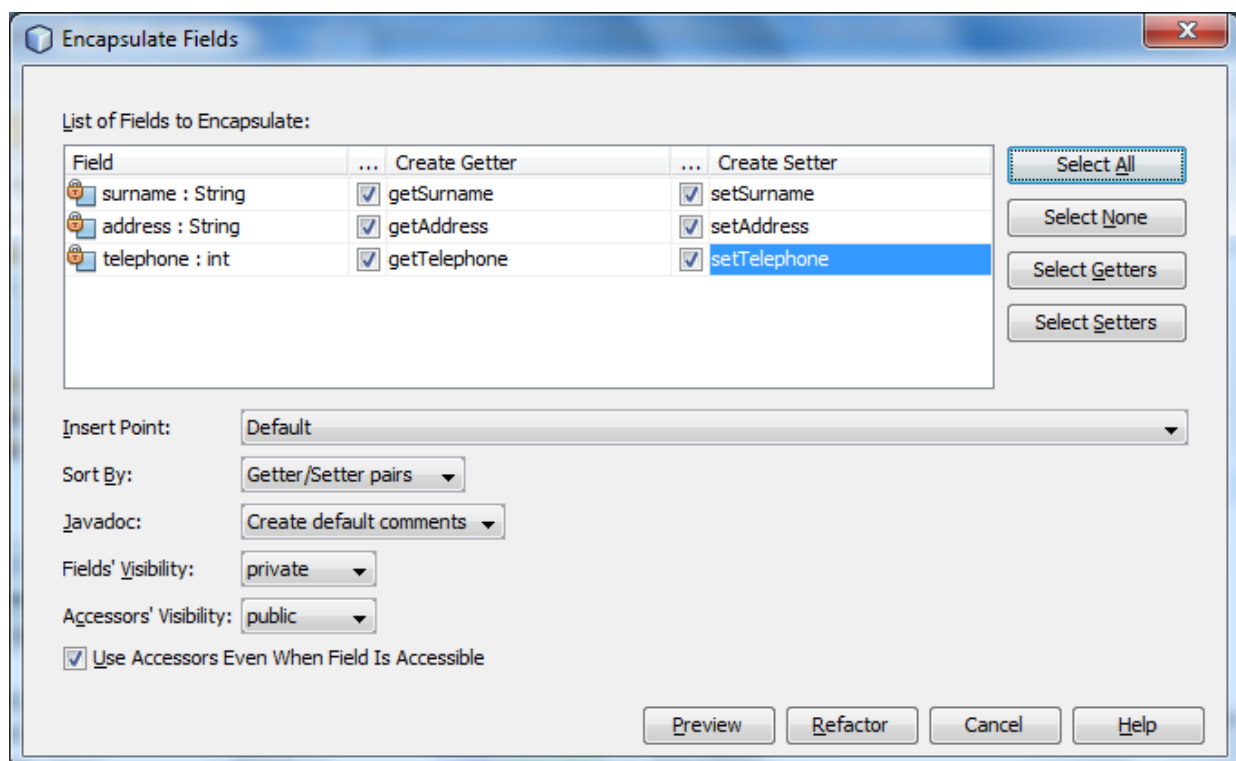 Encapsulate Fields
List of Fields to Encapsulate:
Field ... Create Getter ... Create Setter
surname : String getSurname setSurname
address : String getAddress setAddress
telephone : int getTelephone setTelephone
Select All
Select None
Select Getters
Select Setters
Insert Point: Default
Sort By: Getter/Setter pairs
Javadoc: Create default comments
Fields' Visibility: private
Accessors' Visibility: public
Use Accessors Even When Field Is Accessible
Preview Refactor Cancel Help